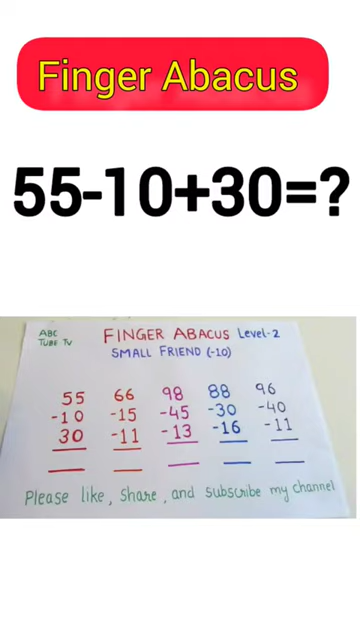 Finger Abacus
55-10+30=?
ABC
TUBE TV
FINGER ABACUS Level-2
SMALL FRIEND (-10)
55 66 98 88 96
-10 -15 -45 -30 -40
30 -11 -13 -16 -11
Please like, share, and subscribe my channel